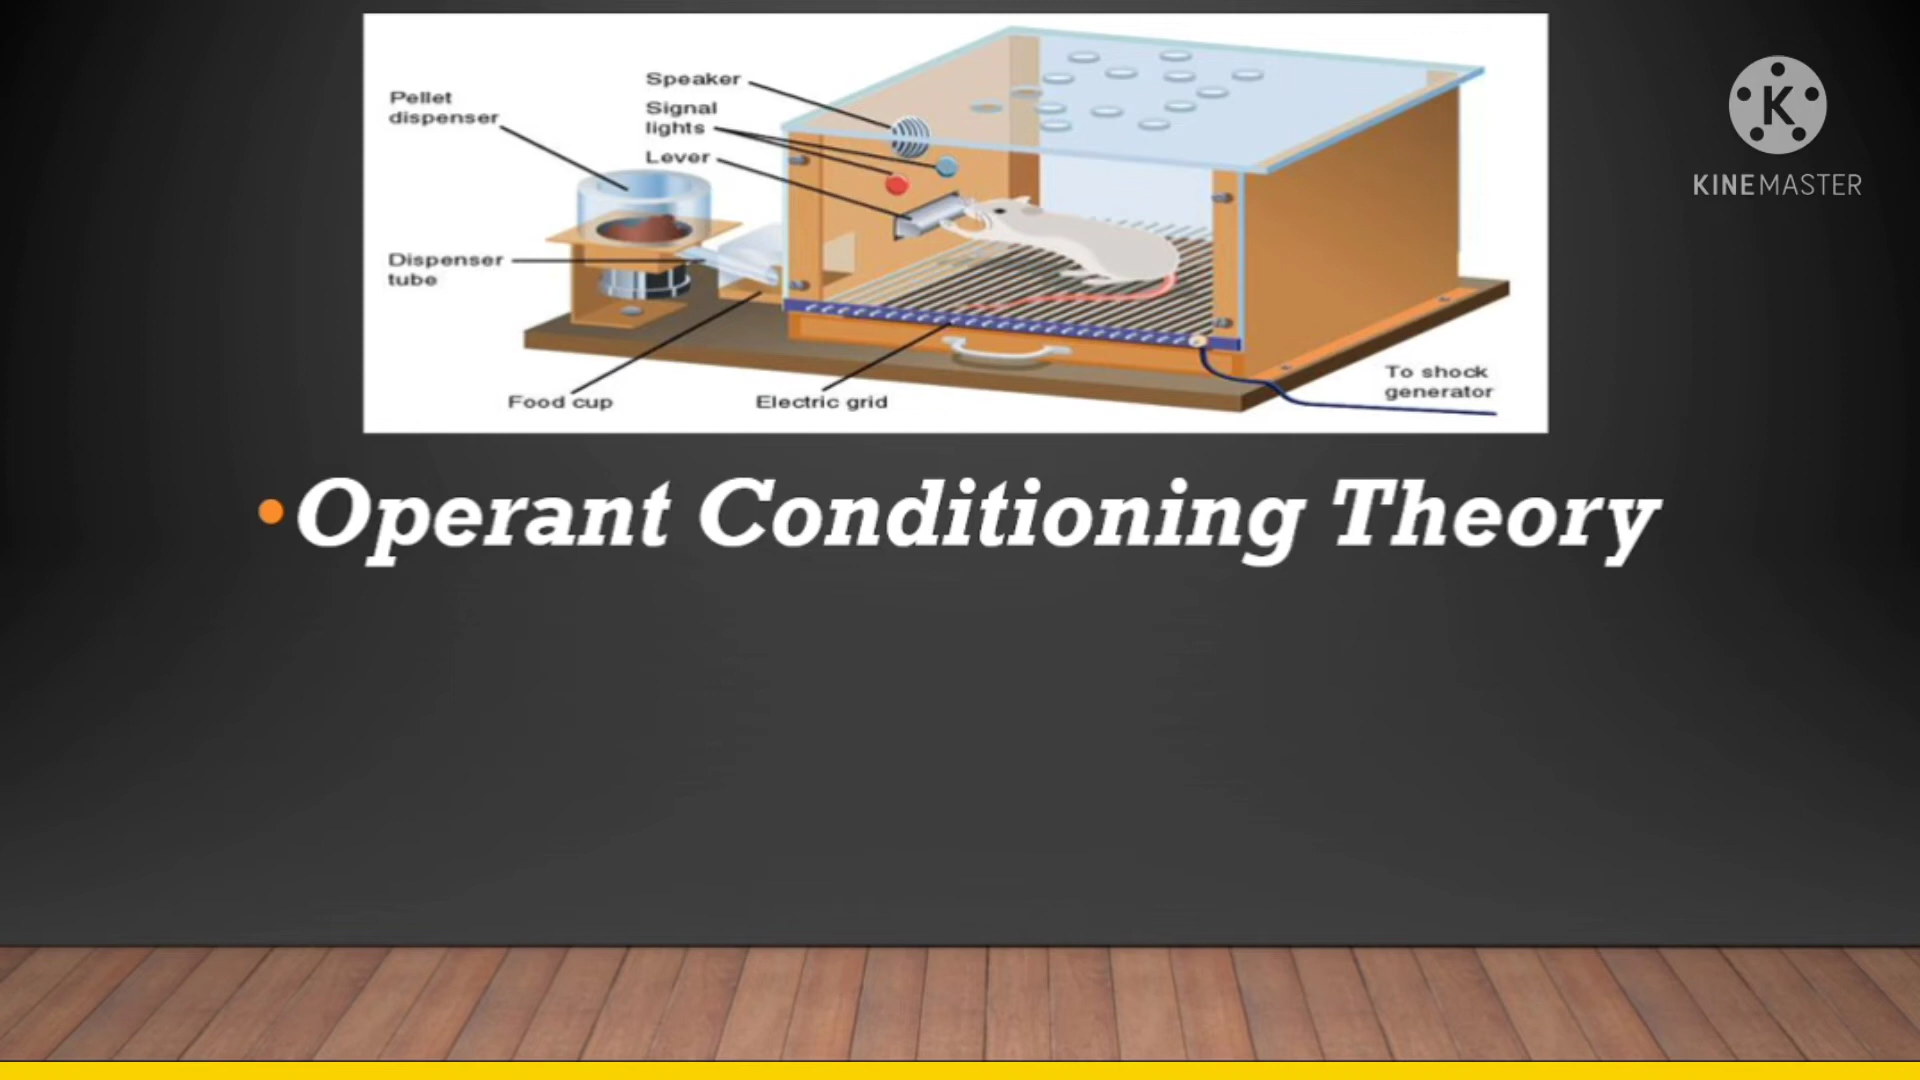 Speaker
Pellet
dispenser
Signal
lights
Lever
Dispenser
tube
Food cup
Electric grid
To shock
generator
K
KINEMASTER
•Operant Conditioning Theory